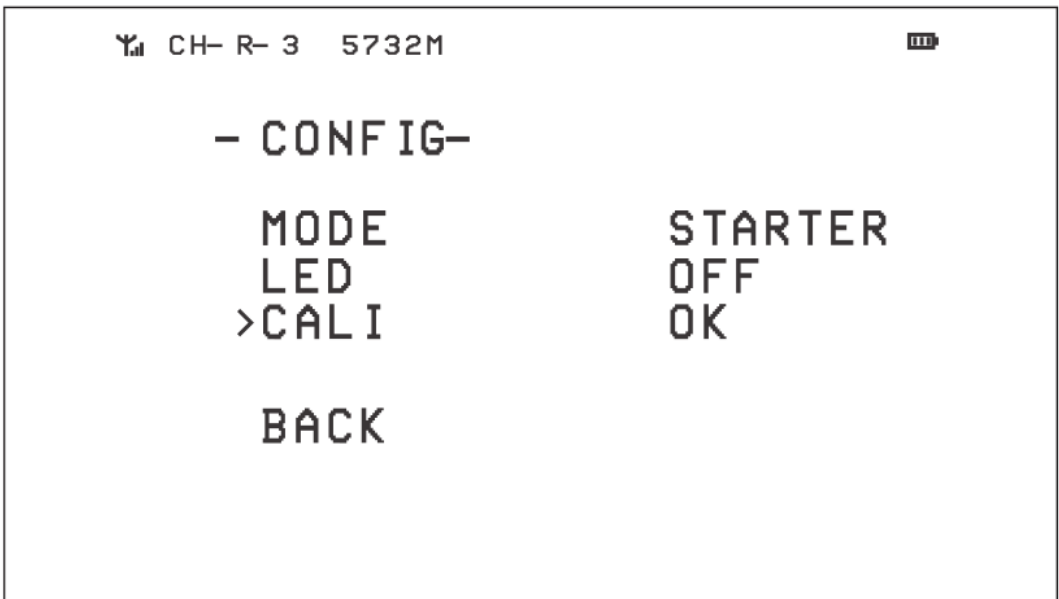 CH-R-3 5732M
-CONFIG-
MODE STARTER
LED OFF
>CALI OK
BACK